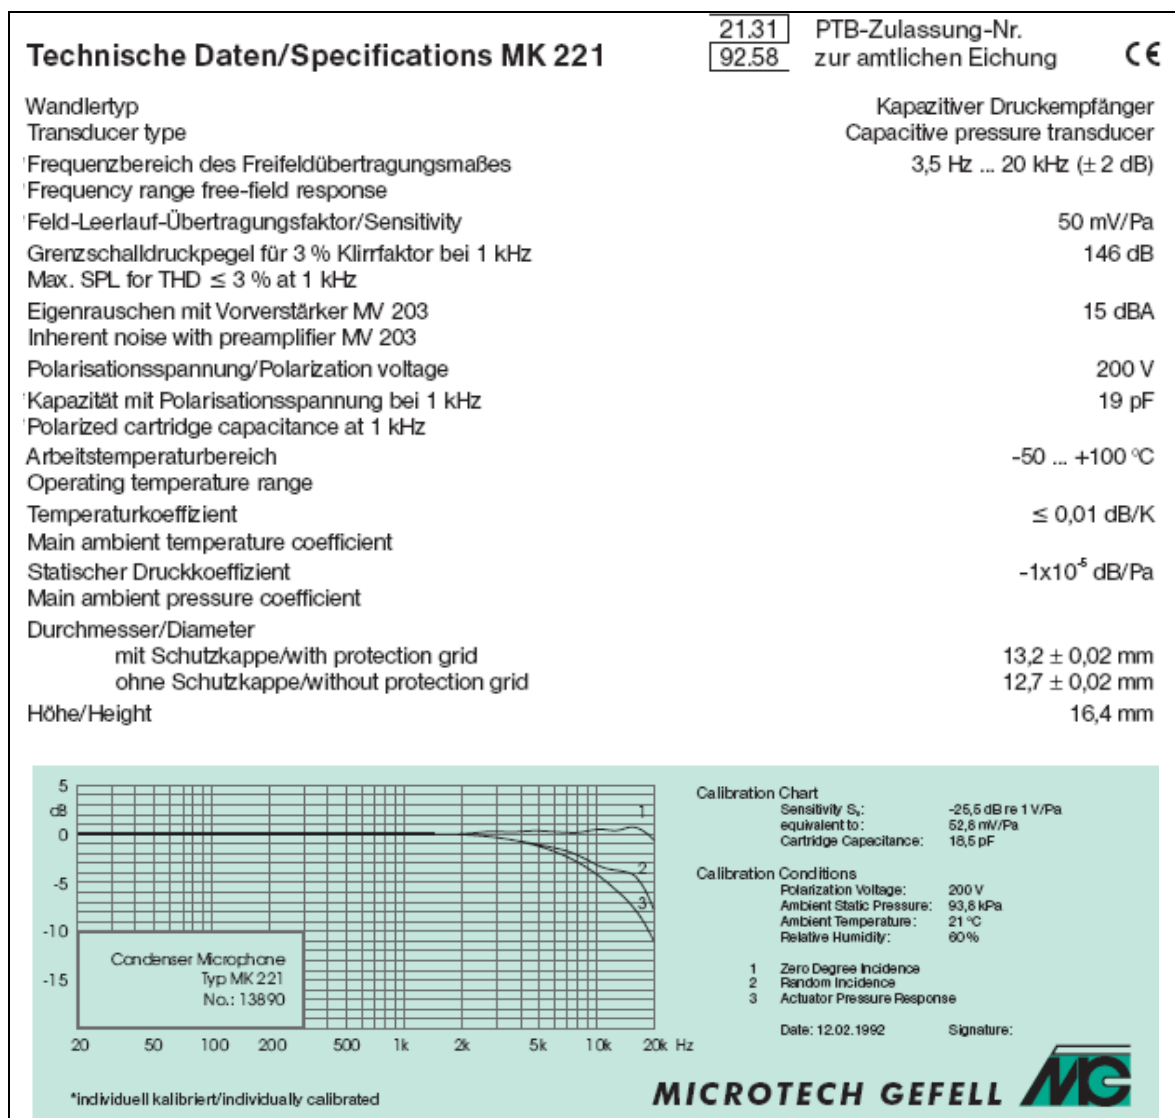 21.31 PTB-Zulassung-Nr.
Technische Daten/Specifications MK 221 92.58 zur amtlichen Eichung CE
Wandlertyp Kapazitiver Druckempfänger
Transducer type Capacitive pressure transducer
*Frequenzbereich des Freifeldübertragungsmaßes 3,5 Hz ... 20 kHz (± 2 dB)
*Frequency range free-field response
*Feld-Leerlauf-Übertragungsfaktor/Sensitivity 50 mV/Pa
Grenzschalldruckpegel für 3 % Klirrfaktor bei 1 kHz 146 dB
Max. SPL for THD ≤ 3 % at 1 kHz
Eigenrauschen mit Vorverstärker MV 203 15 dBA
Inherent noise with preamplifier MV 203
Polarisationsspannung/Polarization voltage 200 V
*Kapazität mit Polarisationsspannung bei 1 kHz 19 pF
*Polarized cartridge capacitance at 1 kHz
Arbeitstemperaturbereich -50 ... +100 °C
Operating temperature range
Temperaturkoeffizient ≤ 0,01 dB/K
Main ambient temperature coefficient
Statischer Druckkoeffizient -1x10⁻⁵ dB/Pa
Main ambient pressure coefficient
Durchmesser/Diameter
mit Schutzkappe/with protection grid 13,2 ± 0,02 mm
ohne Schutzkappe/without protection grid 12,7 ± 0,02 mm
Höhe/Height 16,4 mm
5
dB
0
-5
-10
-15
1
2
3
Condenser Microphone
Typ MK 221
No.: 13890
20 50 100 200 500 1k 2k 5k 10k 20k Hz
Calibration Chart
Sensitivity S₀: -25,5 dB re 1 V/Pa
equivalent to: 52,8 mV/Pa
Cartridge Capacitance: 18,5 pF
Calibration Conditions
Polarization Voltage: 200 V
Ambient Static Pressure: 93,8 kPa
Ambient Temperature: 21 °C
Relative Humidity: 60%
1 Zero Degree Incidence
2 Random Incidence
3 Actuator Pressure Response
Date: 12.02.1992 Signature:
*individuell kalibriert/individually calibrated
MICROTECH GEFELL MG